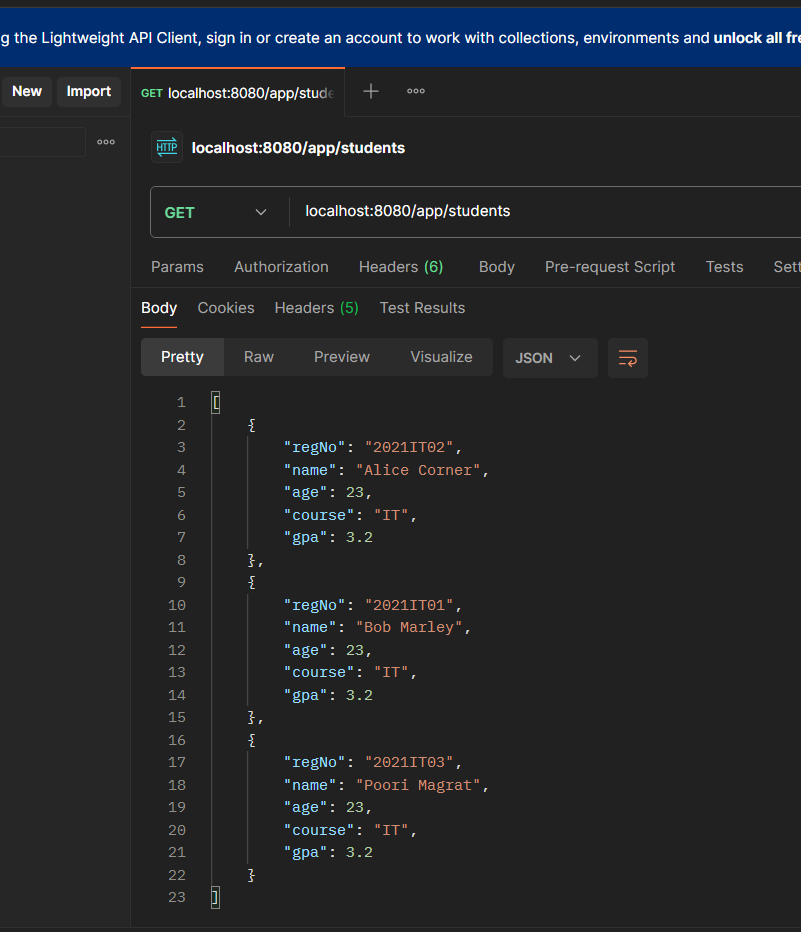 g the Lightweight API Client, sign in or create an account to work with collections, environments and unlock all fre
New Import GET localhost:8080/app/stude
HTTP localhost:8080/app/students
GET localhost:8080/app/students
Params Authorization Headers (6) Body Pre-request Script Tests Sett
Body Cookies Headers (5) Test Results
Pretty Raw Preview Visualize JSON
1 [
2 {
3 "regNo": "2021IT02",
4 "name": "Alice Corner",
5 "age": 23,
6 "course": "IT",
7 "gpa": 3.2
8 },
9 {
10 "regNo": "2021IT01",
11 "name": "Bob Marley",
12 "age": 23,
13 "course": "IT",
14 "gpa": 3.2
15 },
16 {
17 "regNo": "2021IT03",
18 "name": "Poori Magrat",
19 "age": 23,
20 "course": "IT",
21 "gpa": 3.2
22 }
23 ]